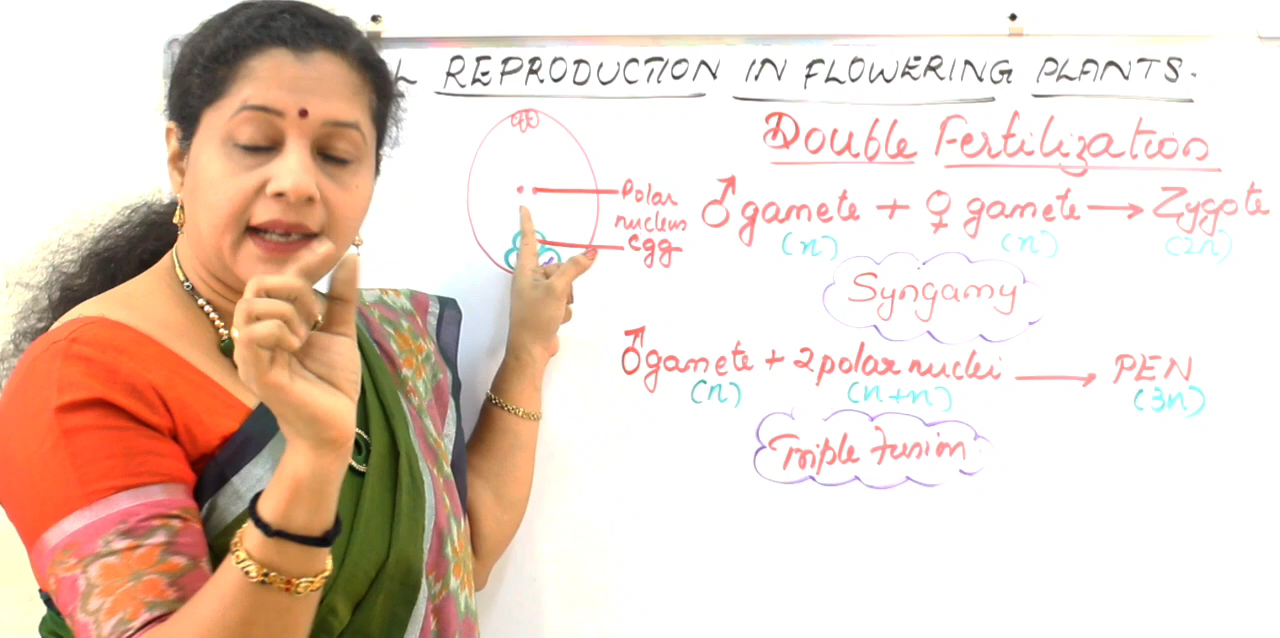 L REPRODUCTION IN FLOWERING PLANTS.
Double Fertilization
Polar
nucleus
egg
♂ gamete + ♀ gamete → Zygote
(n) (n) (2n)
Syngamy
♂ gamete + 2 polar nuclei → PEN
(n) (n+n) (3n)
Triple fusion